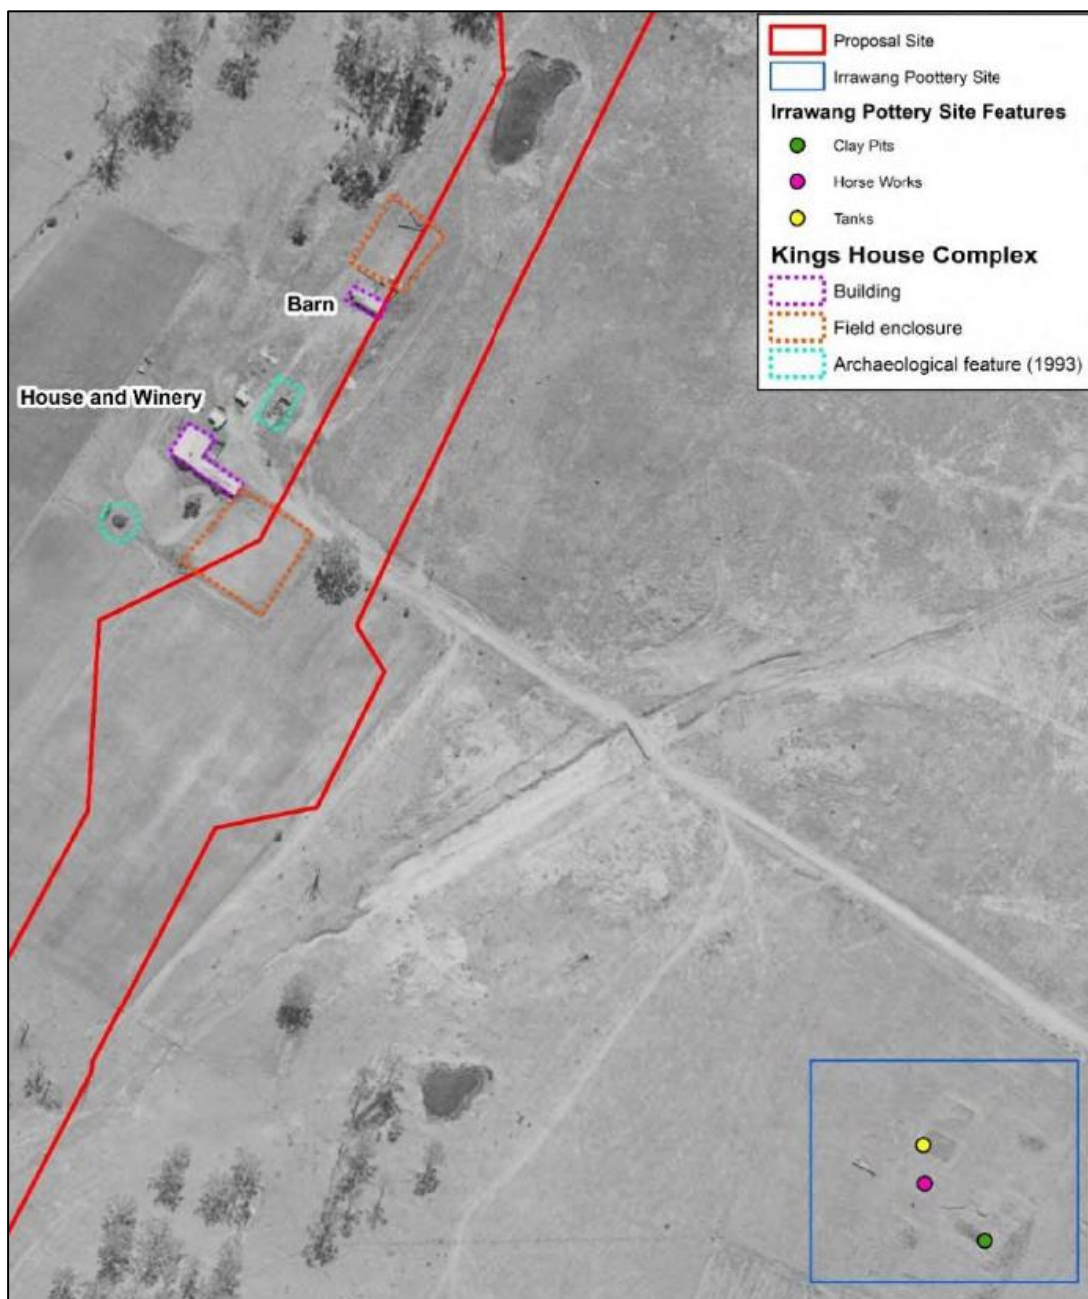 Proposal Site
Irrawang Poottery Site
Irrawang Pottery Site Features
Clay Pits
Horse Works
Tanks
Kings House Complex
Building
Field enclosure
Archaeological feature (1993)
Barn
House and Winery